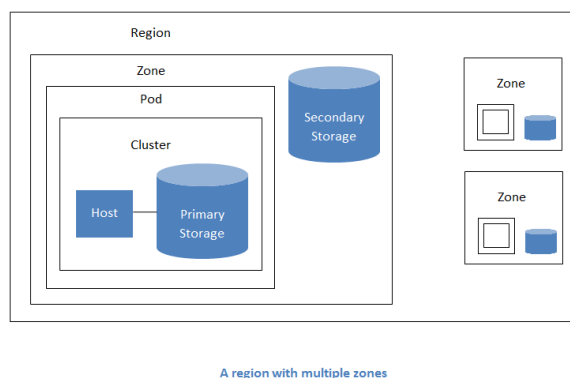 Region
Zone
Pod
Cluster
Host
Primary
Storage
Secondary
Storage
Zone
Zone
A region with multiple zones